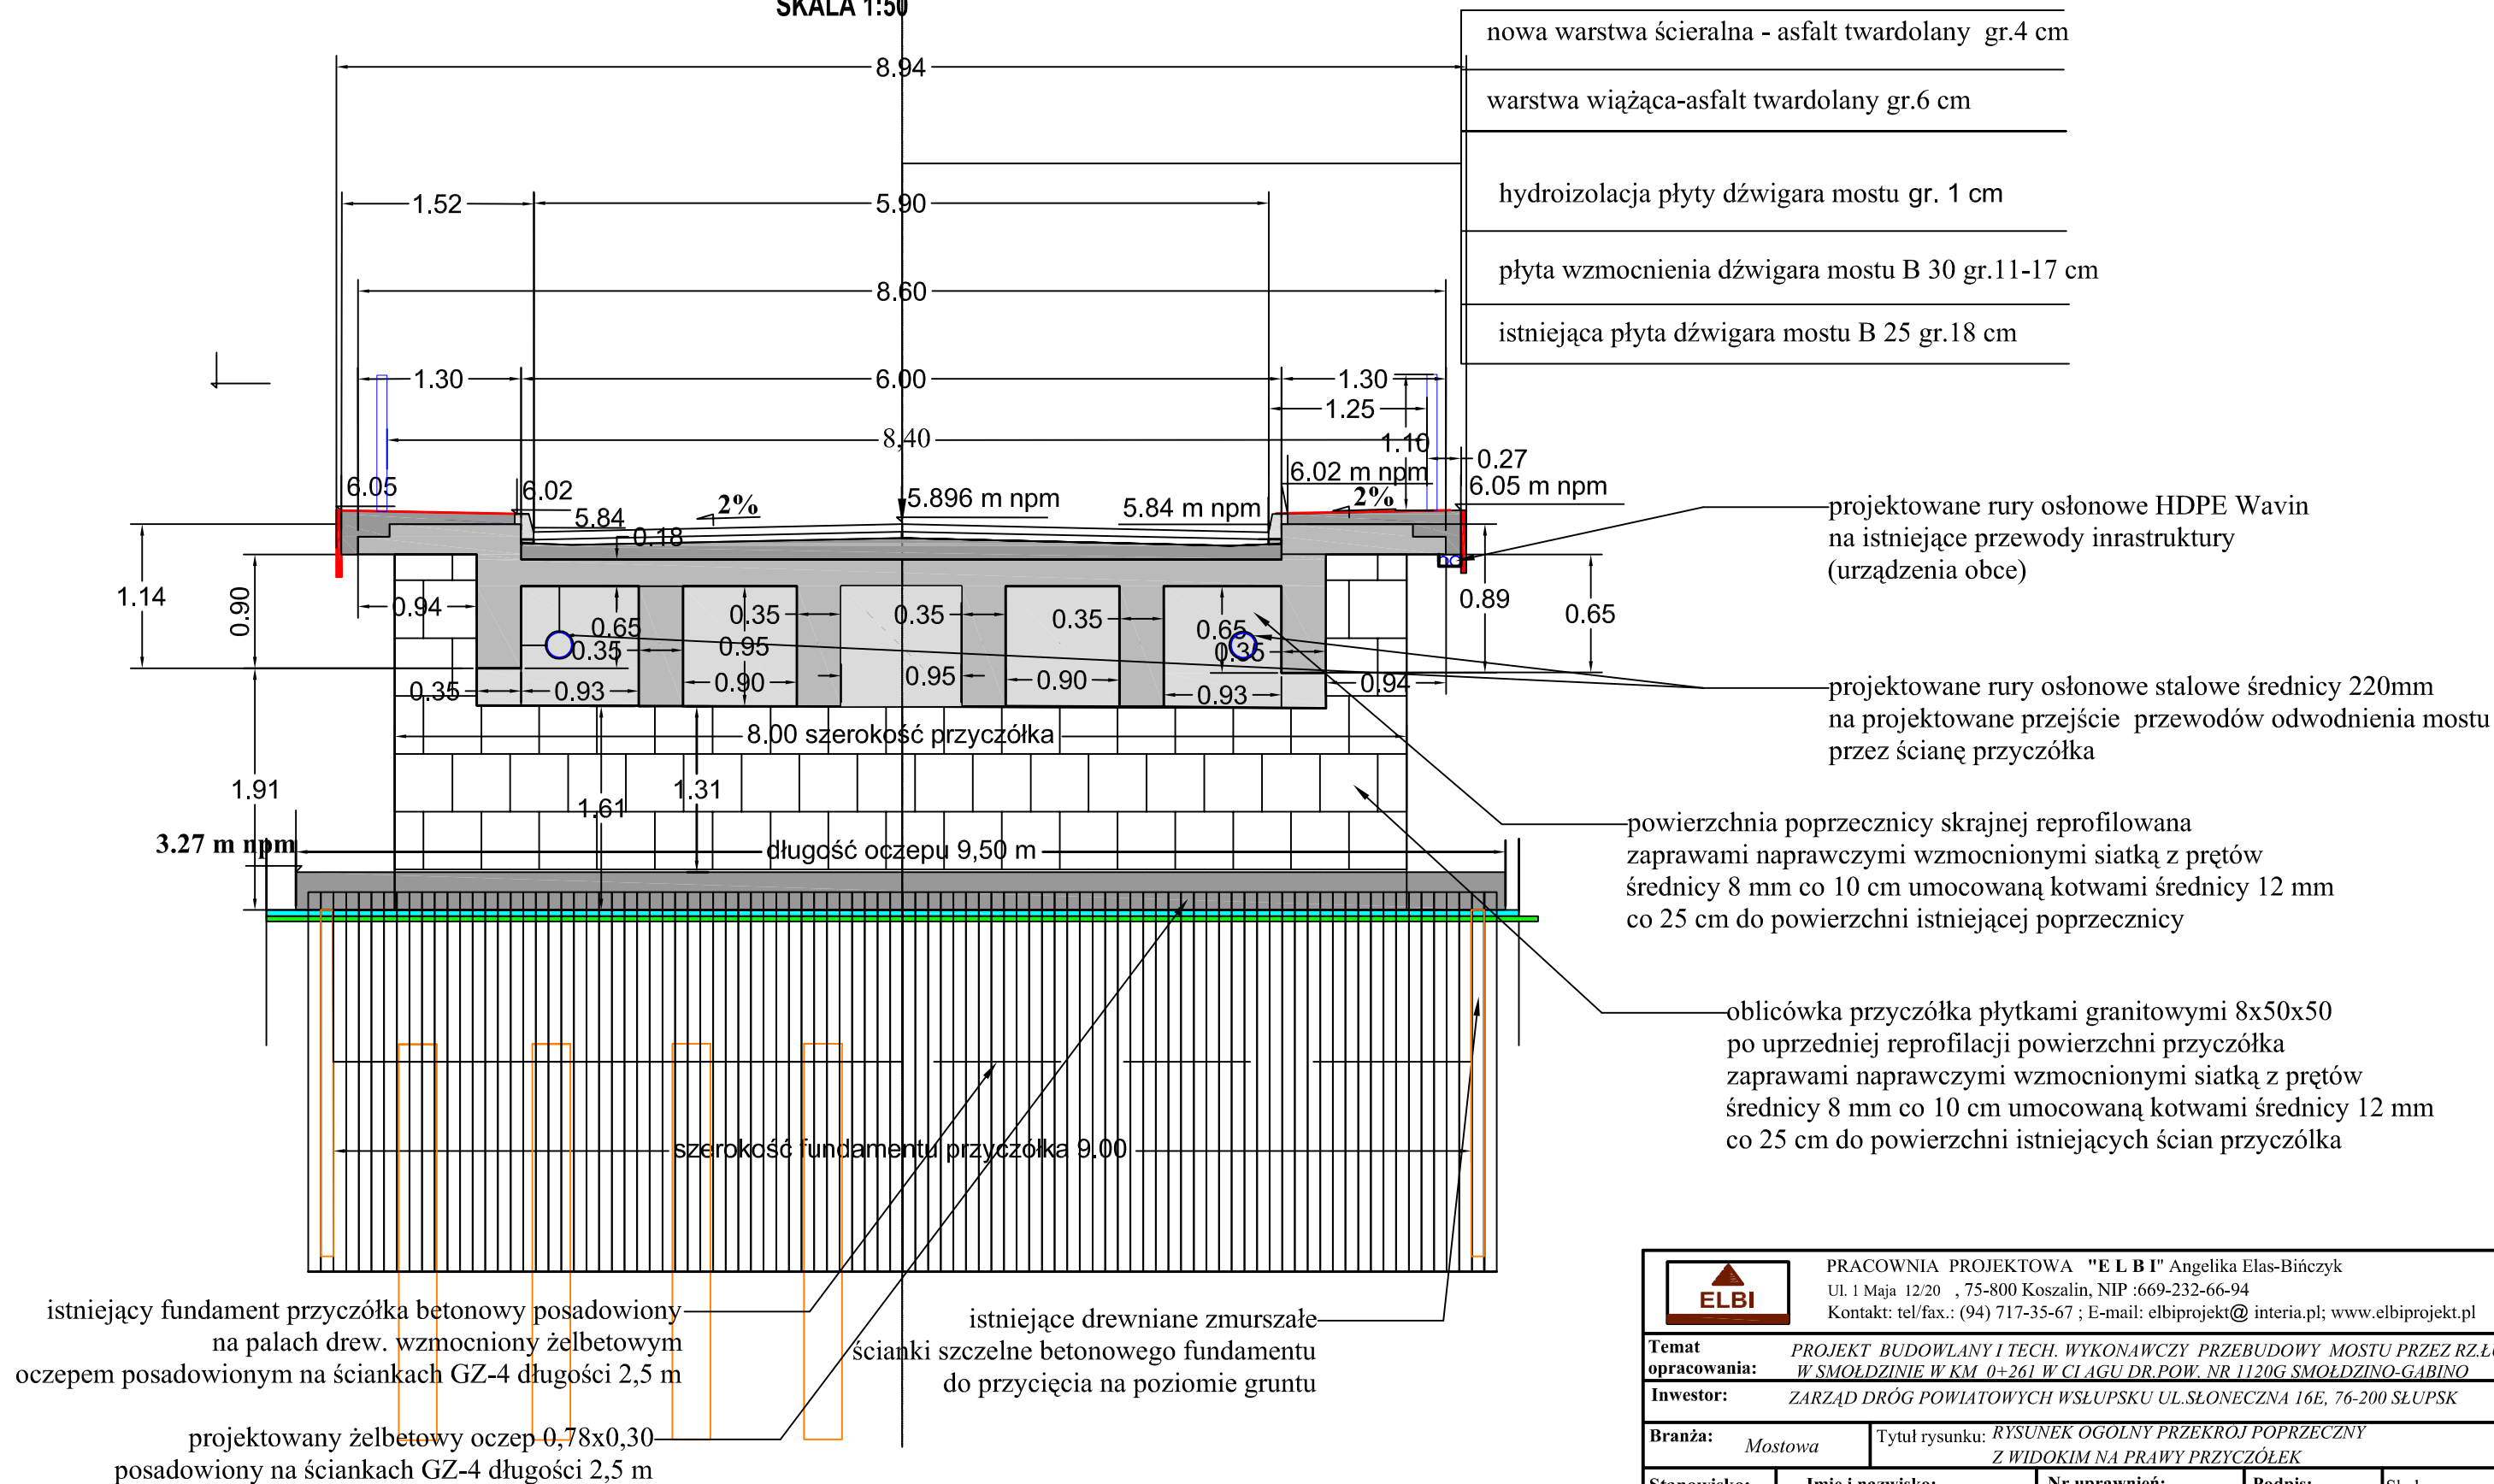 SKALA 1:50
nowa warstwa ścieralna - asfalt twardolany gr.4 cm
8.94
warstwa wiążąca-asfalt twardolany gr.6 cm
hydroizolacja płyty dźwigara mostu gr. 1 cm
1.52
5.90
płyta wzmocnienia dźwigara mostu B 30 gr.11-17 cm
8.60
istniejąca płyta dźwigara mostu B 25 gr.18 cm
1.30
6.00
1.30
1.25
8,40
1.10
0.27
6.02 m npm
6.05
6.02
2%
5.896 m npm
2%
6.05 m npm
5.84
5.84 m npm
0.18
projektowane rury osłonowe HDPE Wavin
na istniejące przewody inrastruktury
(urządzenia obce)
1.14
0.90
0.94
0.65
0.35
0.35
0.35
0.65
0.89
0.65
0.35
0.95
0.35
0.35
0.93
0.90
0.95
0.90
0.93
0.94
projektowane rury osłonowe stalowe średnicy 220mm
na projektowane przejście przewodów odwodnienia mostu
przez ścianę przyczółka
8.00 szerokość przyczółka
1.91
1.61
1.31
powierzchnia poprzecznicy skrajnej reprofilowana
zaprawami naprawczymi wzmocnionymi siatką z prętów
średnicy 8 mm co 10 cm umocowaną kotwami średnicy 12 mm
co 25 cm do powierzchni istniejącej poprzecznicy
3.27 m npm
długość oczepu 9,50 m
oblicówka przyczółka płytkami granitowymi 8x50x50
po uprzedniej reprofilacji powierzchni przyczółka
zaprawami naprawczymi wzmocnionymi siatką z prętów
średnicy 8 mm co 10 cm umocowaną kotwami średnicy 12 mm
co 25 cm do powierzchni istniejących ścian przyczólka
szerokość fundamentu przyczółka 9.00
istniejący fundament przyczółka betonowy posadowiony
na palach drew. wzmocniony żelbetowym
oczepem posadowionym na ściankach GZ-4 długości 2,5 m
istniejące drewniane zmurszałe
ścianki szczelne betonowego fundamentu
do przycięcia na poziomie gruntu
projektowany żelbetowy oczep 0,78x0,30
posadowiony na ściankach GZ-4 długości 2,5 m
ELBI
PRACOWNIA PROJEKTOWA "E L B I" Angelika Elas-Bińczyk
Ul. 1 Maja 12/20 , 75-800 Koszalin, NIP :669-232-66-94
Kontakt: tel/fax.: (94) 717-35-67 ; E-mail: elbiprojekt@ interia.pl; www.elbiprojekt.pl
Temat opracowania:
PROJEKT BUDOWLANY I TECH. WYKONAWCZY PRZEBUDOWY MOSTU PRZEZ
W SMOŁDZINIE W KM 0+261 W CI AGU DR.POW. NR 1120G SMOŁDZINO-GĄBINO
Inwestor: ZARZĄD DRÓG POWIATOWYCH WSŁUPSKU UL.SŁONECZNA 16E, 76-200 SŁUPSK
Branża: Mostowa
Tytuł rysunku: RYSUNEK OGÓLNY PRZEKRÓJ POPRZECZNY
Z WIDOKIM NA PRAWY PRZYCZÓŁEK